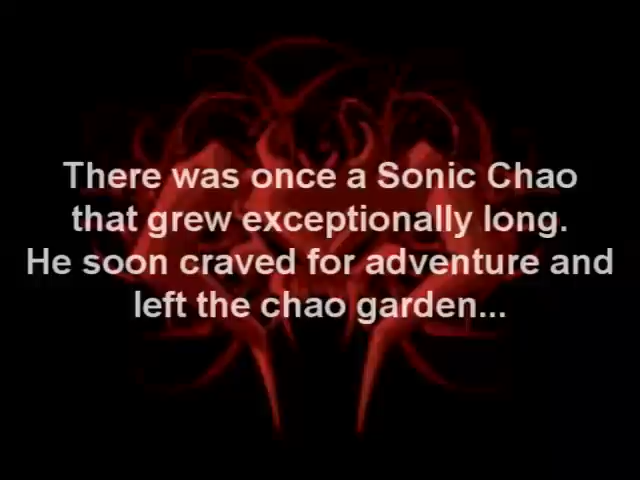 There was once a Sonic Chao
that grew exceptionally long.
He soon craved for adventure and
left the chao garden...